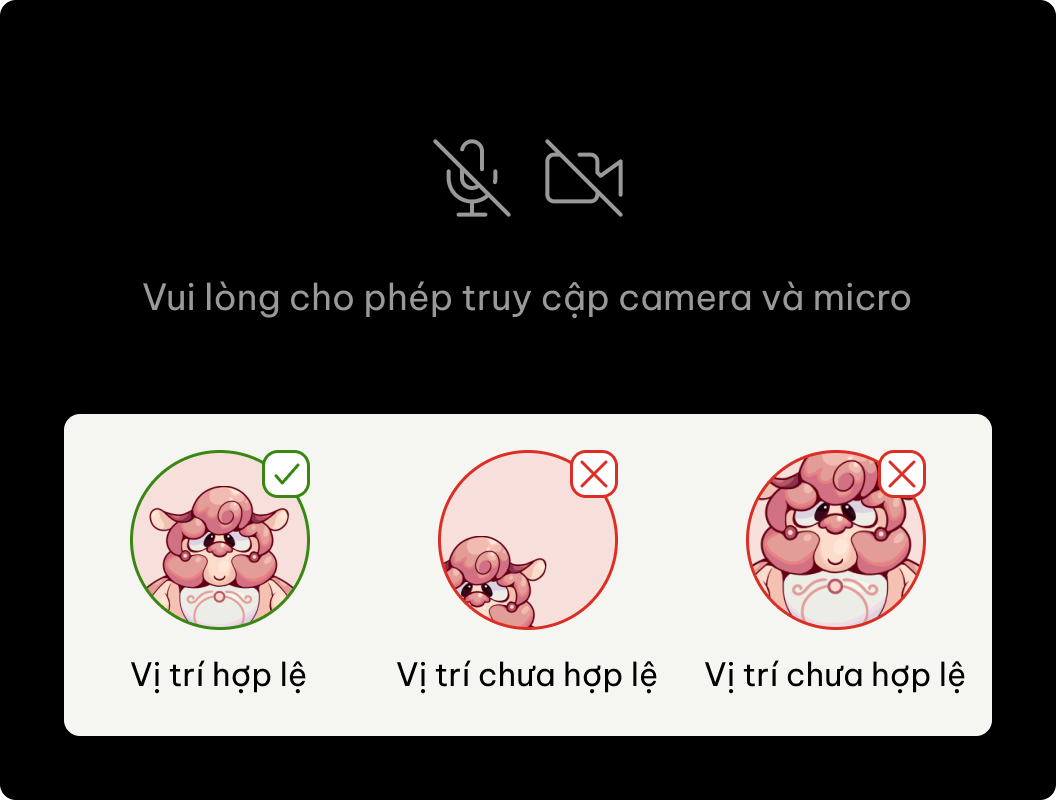 Vui lòng cho phép truy cập camera và micro
Vị trí hợp lệ
Vị trí chưa hợp lệ
Vị trí chưa hợp lệ